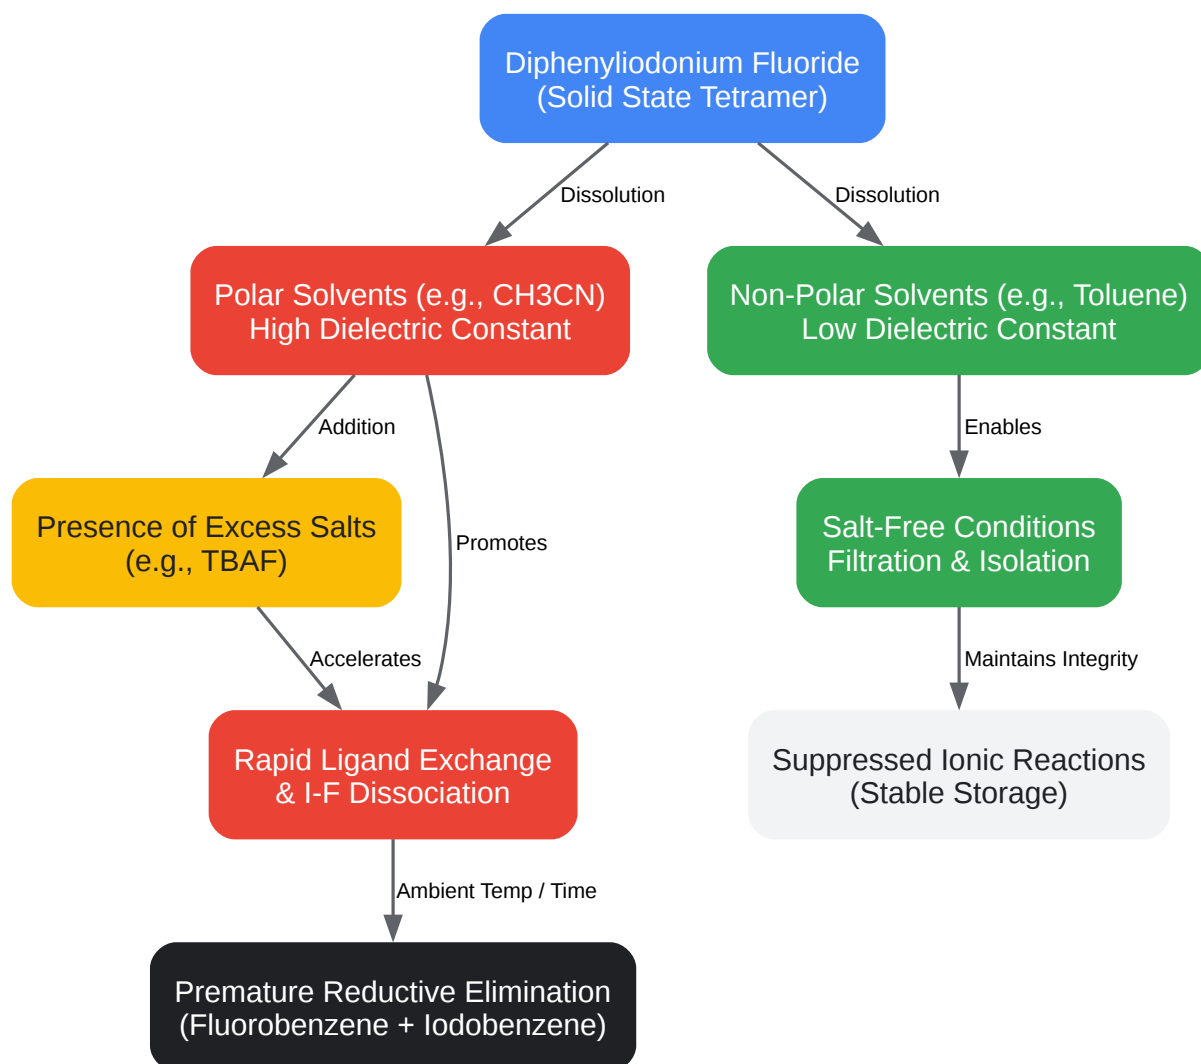 Diphenyliodonium Fluoride
(Solid State Tetramer)
Dissolution
Dissolution
Polar Solvents (e.g., CH3CN)
High Dielectric Constant
Non-Polar Solvents (e.g., Toluene)
Low Dielectric Constant
Addition
Enables
Presence of Excess Salts
(e.g., TBAF)
Promotes
Salt-Free Conditions
Filtration & Isolation
Accelerates
Maintains Integrity
Rapid Ligand Exchange
& I-F Dissociation
Suppressed Ionic Reactions
(Stable Storage)
Ambient Temp / Time
Premature Reductive Elimination
(Fluorobenzene + Iodobenzene)